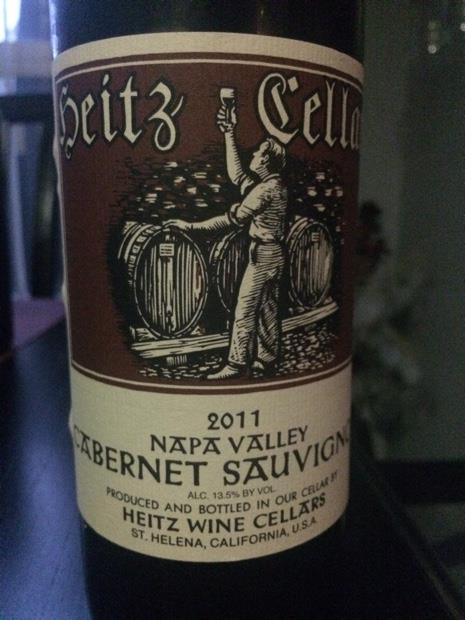 Heitz Cella
2011
NAPA VALLEY
CABERNET SAUVIGNO
ALC. 13.5% BY VOL.
PRODUCED AND BOTTLED IN OUR CELLAR BY
HEITZ WINE CELLARS
ST. HELENA, CALIFORNIA, U.S.A.